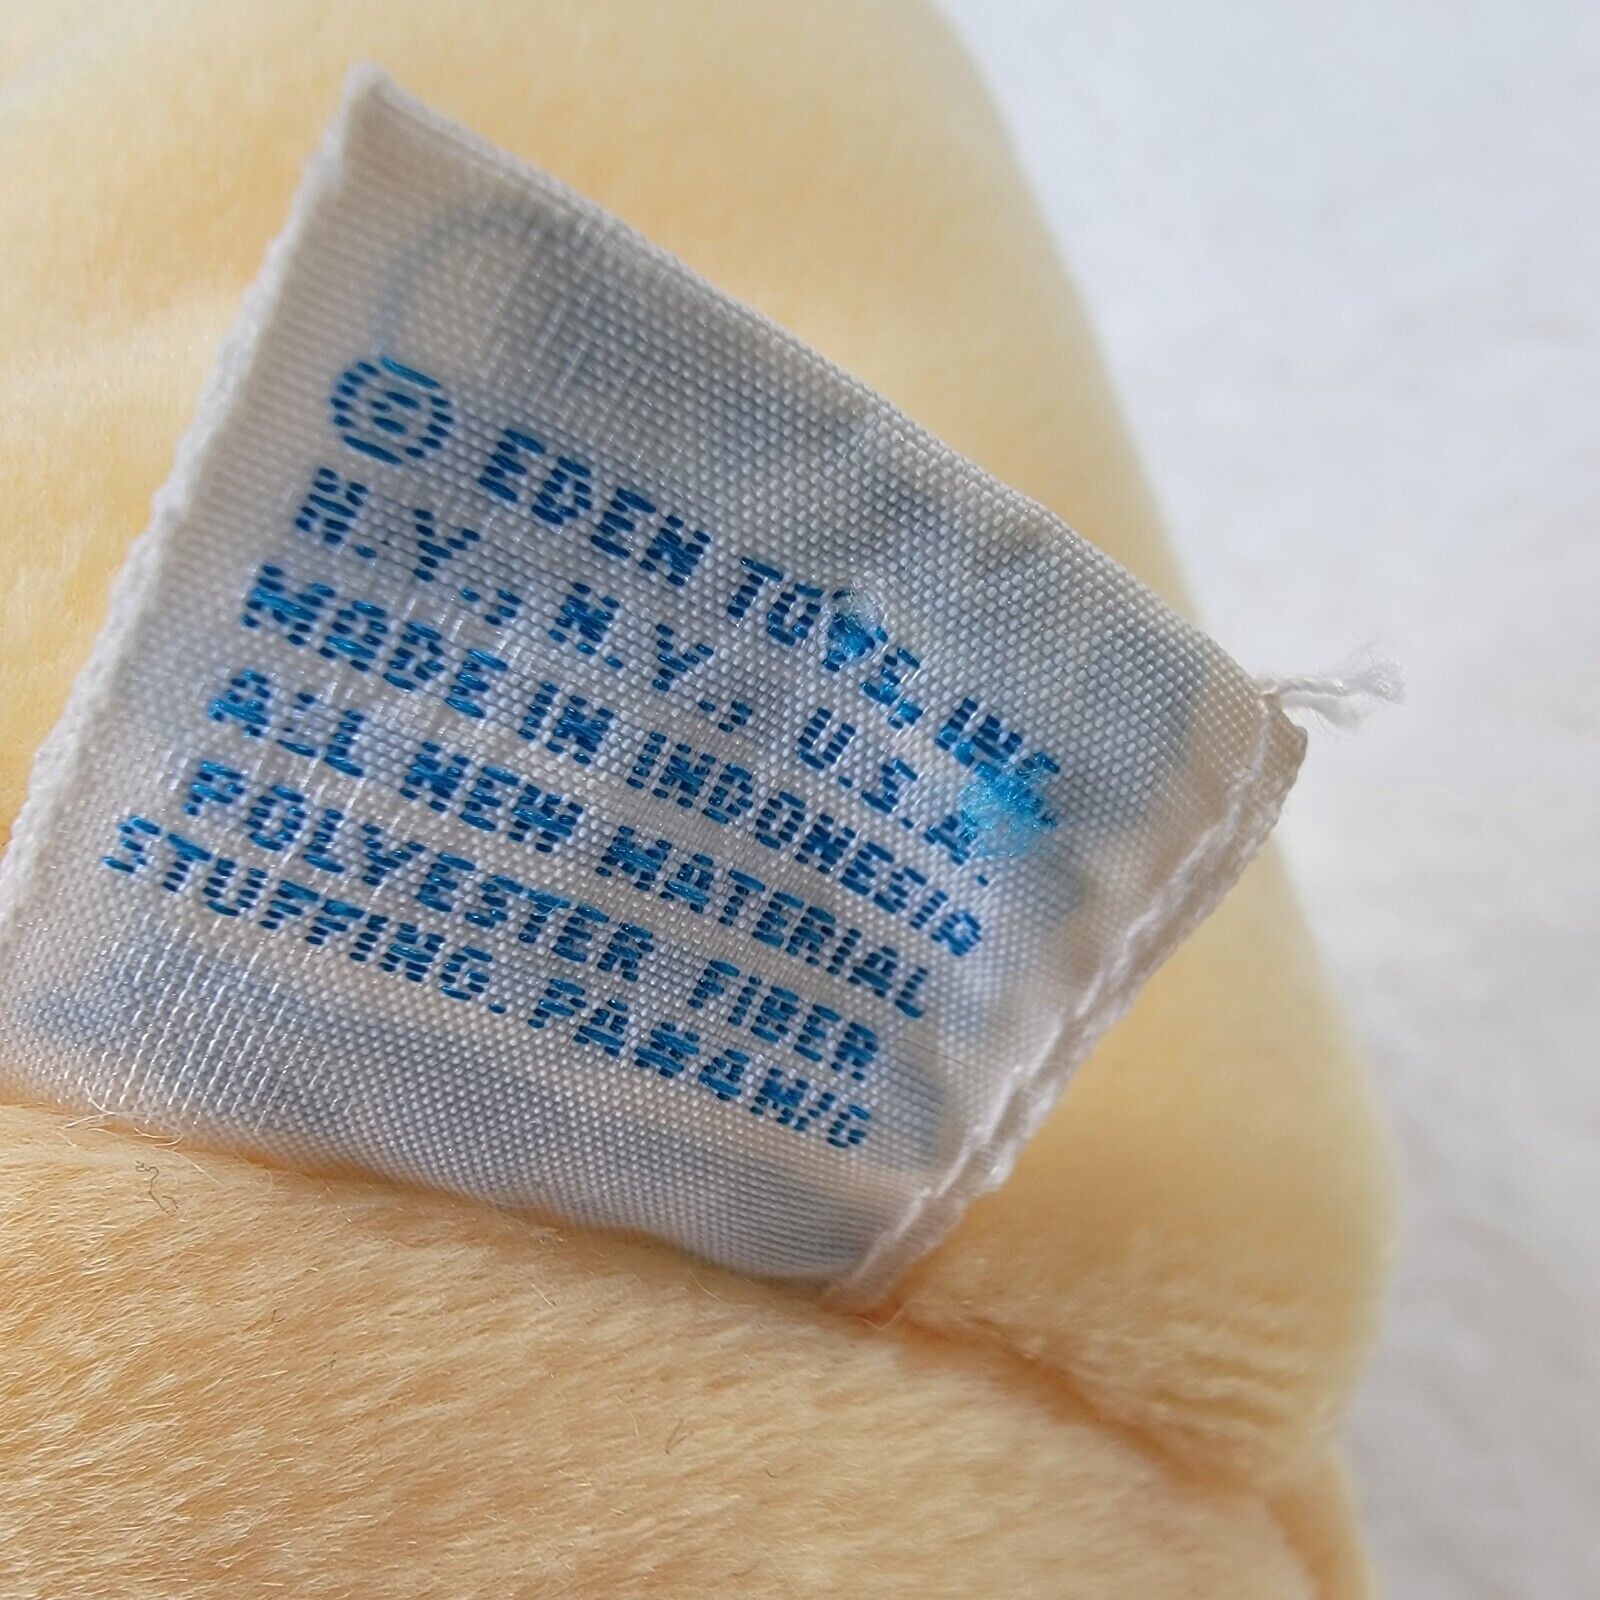 © EDEN TOYS, INC
N.Y., N.Y., U.S.A.
MADE IN INDONESIA
ALL NEW MATERIAL
POLYESTER FIBER
STUFFING.